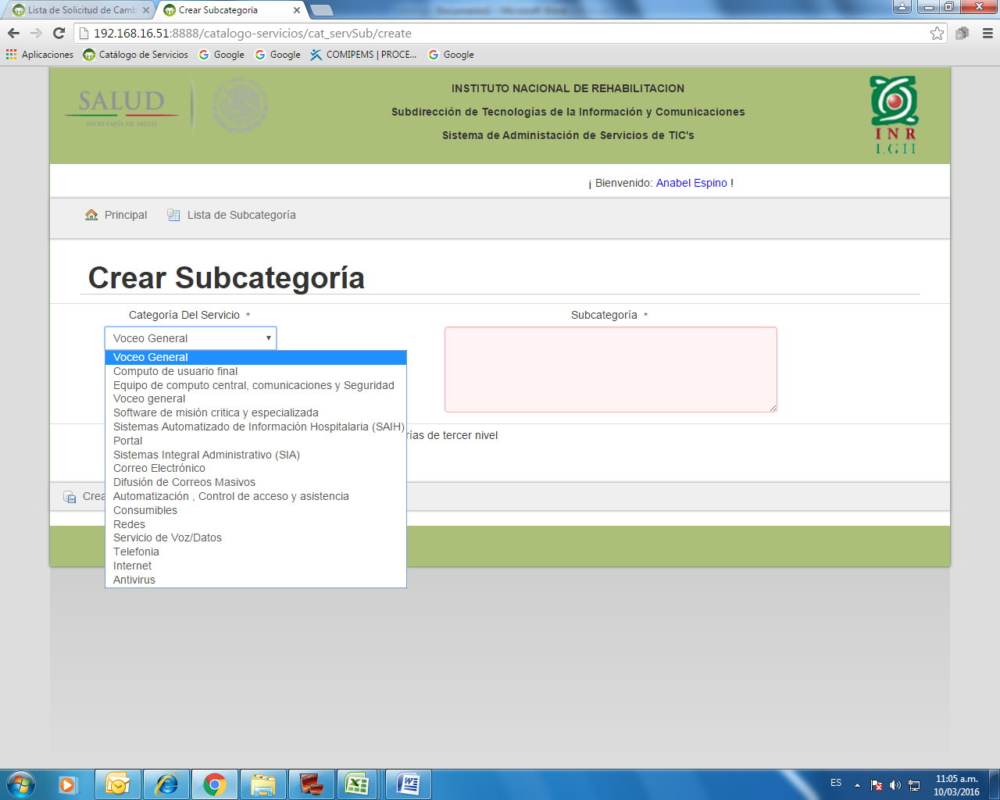 Lista de Solicitud de Camb
Crear Subcategoría
192.168.16.51:8888/catalogo-servicios/cat_servSub/create
Aplicaciones
Catálogo de Servicios
Google
Google
COMIPEMS | PROCE...
Google
SALUD
SECRETARÍA DE SALUD
INSTITUTO NACIONAL DE REHABILITACION
Subdirección de Tecnologías de la Información y Comunicaciones
Sistema de Administación de Servicios de TIC's
INR
LGII
¡ Bienvenido: Anabel Espino !
Principal
Lista de Subcategoría
Crear Subcategoría
Categoría Del Servicio *
Subcategoría *
Voceo General
Voceo General
Computo de usuario final
Equipo de computo central, comunicaciones y Seguridad
Voceo general
Software de misión critica y especializada
Sistemas Automatizado de Información Hospitalaria (SAIH)
rías de tercer nivel
Portal
Sistemas Integral Administrativo (SIA)
Correo Electrónico
Difusión de Correos Masivos
Crea
Automatización , Control de acceso y asistencia
Consumibles
Redes
Servicio de Voz/Datos
Telefonia
Internet
Antivirus
ES
11:05 a.m.
10/03/2016